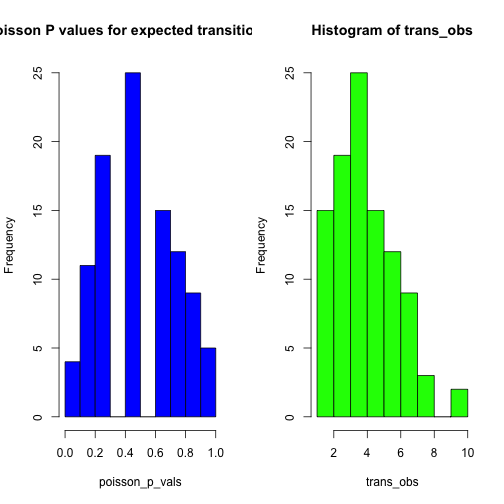 P values for expected
Histogram of trans_obs
Frequency
25
20
15
10
5
0
0.0 0.2 0.4 0.6 0.8 1.0
poisson_p_vals
Frequency
25
20
15
10
5
0
2 4 6 8 10
trans_obs